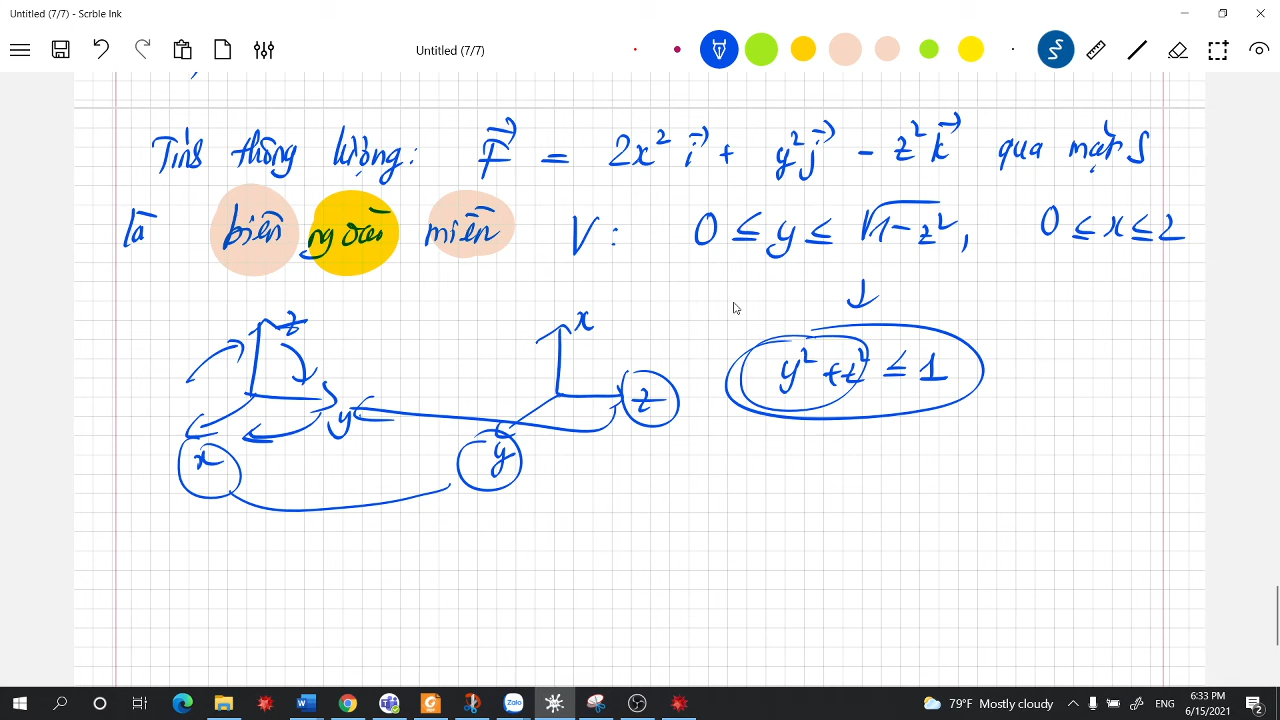 Untitled (7/7) - Scrble Ink
Untitled (7/7)
Tính thông lượng: F⃗ = 2x² i⃗ + y² j⃗ - z² k⃗ qua mặt S
là biên ngoài miền V: 0 ≤ y ≤ √1-z², 0 ≤ x ≤ 2
z x
y² + z² ≤ 1
y z
x y
79°F Mostly cloudy ENG 6:33 PM
6/15/2021 2